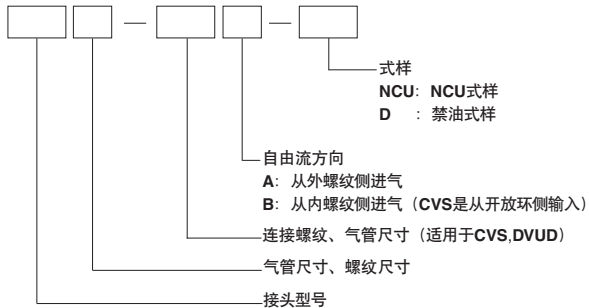 式样
NCU：NCU式样
D ：禁油式样
自由流方向
A：从外螺纹侧进气
B：从内螺纹侧进气（CVS是从开放环侧输入）
连接螺纹、气管尺寸（适用于CVS,DVUD）
气管尺寸、螺纹尺寸
接头型号